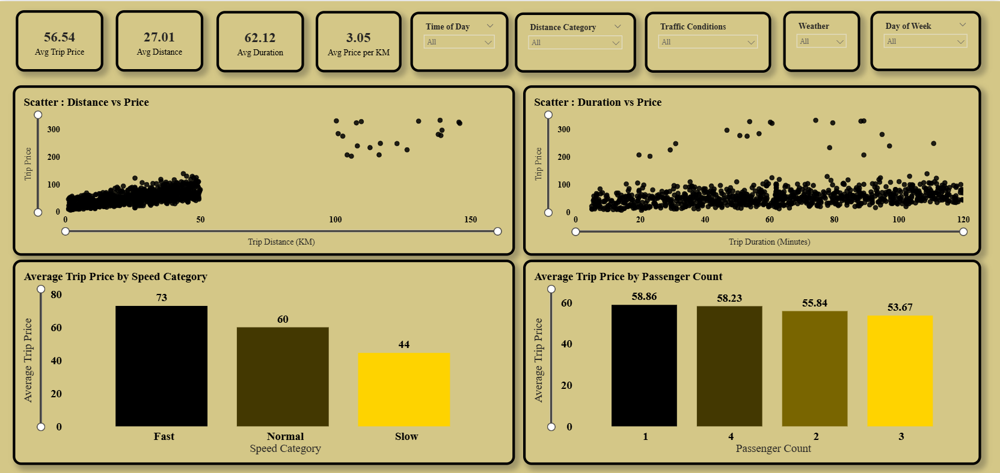 56.54
Avg Trip Price
27.01
Avg Distance
62.12
Avg Duration
3.05
Avg Price per KM
Time of Day
All
Distance Category
All
Traffic Conditions
All
Weather
All
Day of Week
All
Scatter : Distance vs Price
Trip Price
300
200
100
0
0 50 100 150
Trip Distance (KM)
Scatter : Duration vs Price
Trip Price
300
200
100
0
0 20 40 60 80 100 120
Trip Duration (Minutes)
Average Trip Price by Speed Category
Average Trip Price
80
60
40
20
0
73
60
44
Fast Normal Slow
Speed Category
Average Trip Price by Passenger Count
Average Trip Price
60
40
20
0
58.86
58.23
55.84
53.67
1 4 2 3
Passenger Count